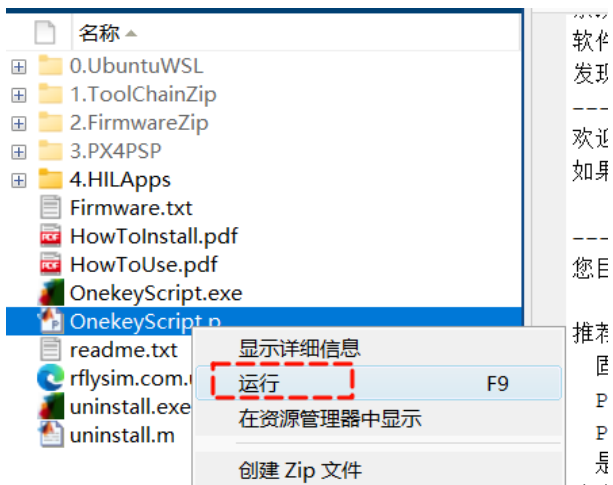 名称
0.UbuntuWSL
1.ToolChainZip
2.FirmwareZip
3.PX4PSP
4.HILApps
Firmware.txt
HowToInstall.pdf
HowToUse.pdf
OnekeyScript.exe
OnekeyScript.p
readme.txt
rflysim.com.
uninstall.exe
uninstall.m
显示详细信息
运行 F9
在资源管理器中显示
创建 Zip 文件
软件
发现
---
欢迎
如果
---
您目
推荐
固
P
P
是